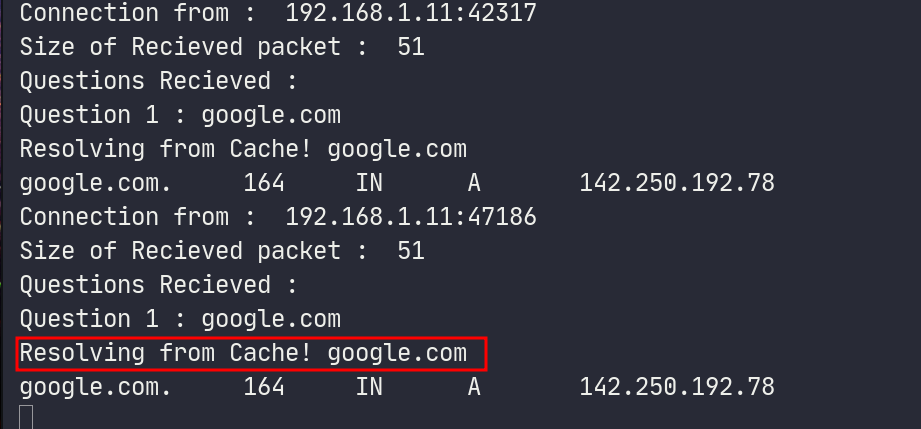 Connection from :  192.168.1.11:42317
Size of Recieved packet :  51
Questions Recieved :
Question 1 : google.com
Resolving from Cache! google.com
google.com.     164     IN      A       142.250.192.78
Connection from :  192.168.1.11:47186
Size of Recieved packet :  51
Questions Recieved :
Question 1 : google.com
Resolving from Cache! google.com
google.com.     164     IN      A       142.250.192.78